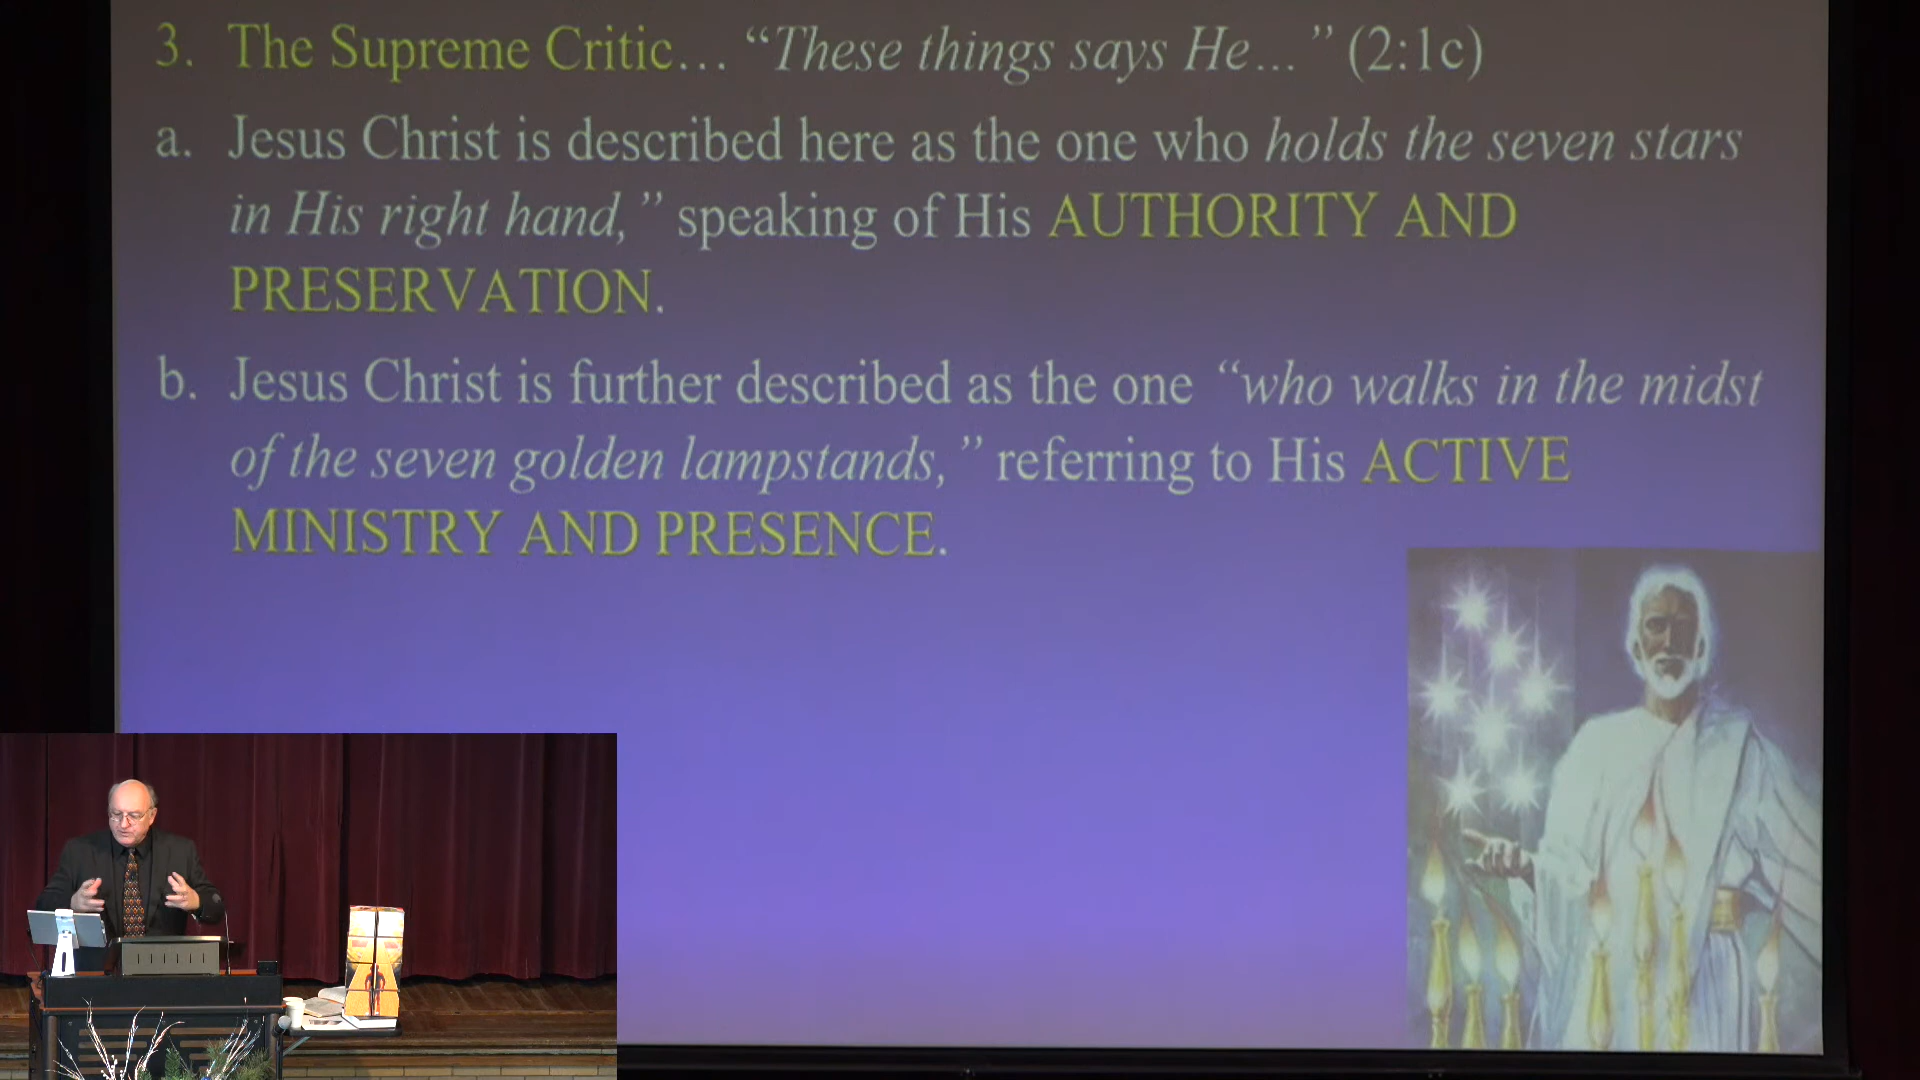 3. The Supreme Critic… “These things says He...” (2:1c)
a. Jesus Christ is described here as the one who holds the seven stars
in His right hand,” speaking of His AUTHORITY AND
PRESERVATION.
b. Jesus Christ is further described as the one “who walks in the midst
of the seven golden lampstands,” referring to His ACTIVE
MINISTRY AND PRESENCE.